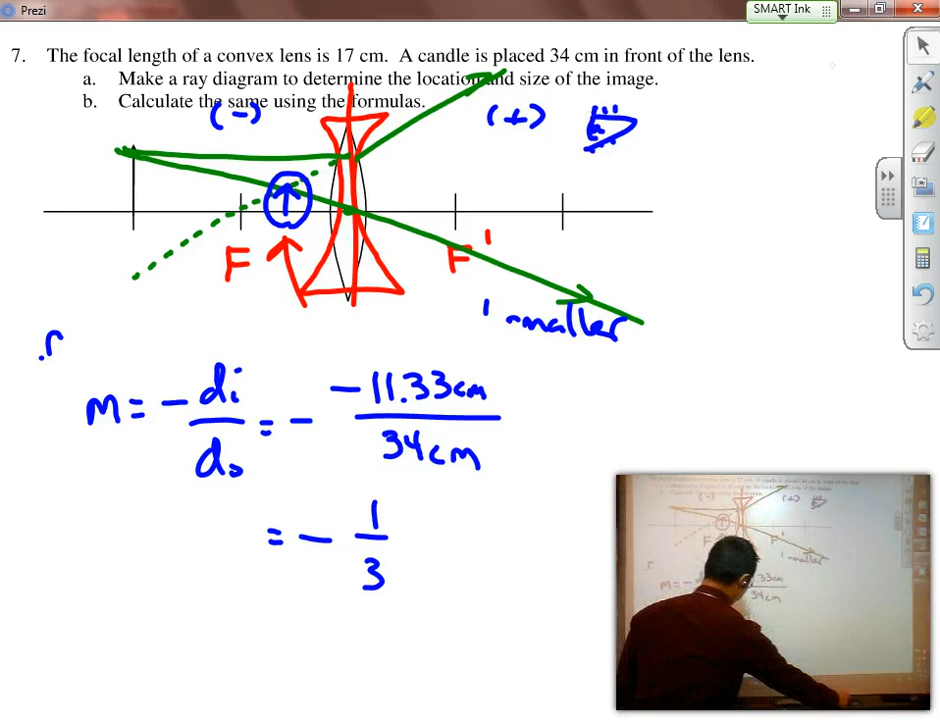 Prezi
SMART Ink
7. The focal length of a convex lens is 17 cm. A candle is placed 34 cm in front of the lens.
a. Make a ray diagram to determine the location and size of the image.
b. Calculate the same using the formulas.
(-) (+)
F F'
smaller
M = - di/do = - -11.33cm/34cm
= - 1/3